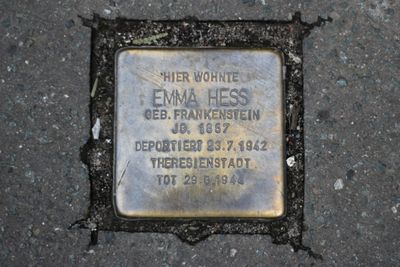 HIER WOHNTE
EMMA HESS
GEB. FRANKENSTEIN
JG. 1867
DEPORTIERT 23.7.1942
THERESIENSTADT
TOT